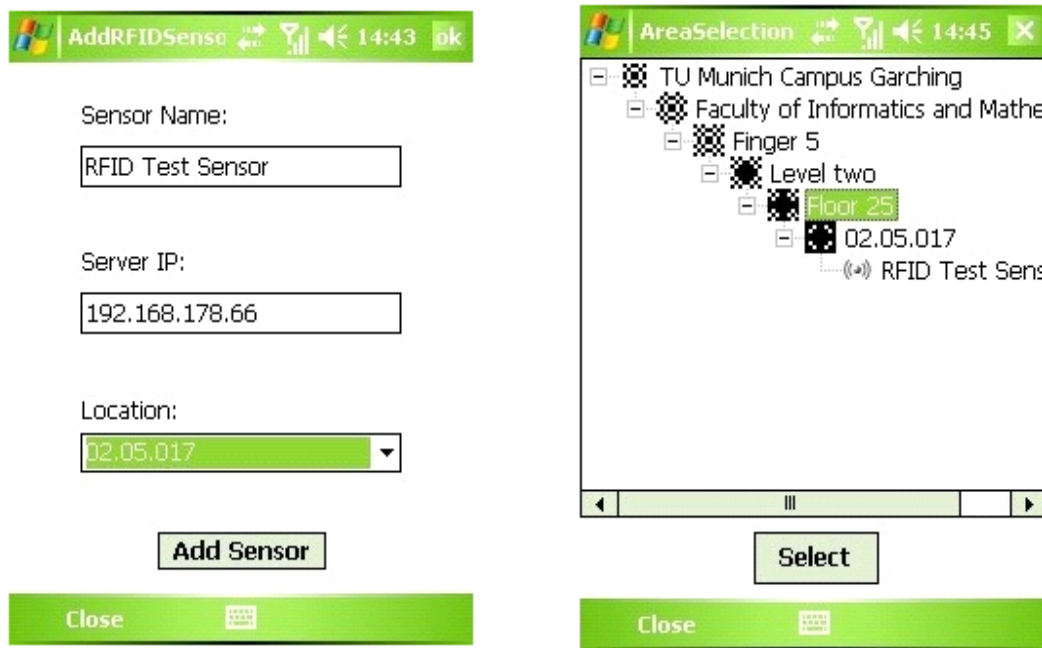 AddRFIDSenso 14:43 ok
Sensor Name:
RFID Test Sensor
Server IP:
192.168.178.66
Location:
02.05.017
Add Sensor
Close
AreaSelection 14:45
TU Munich Campus Garching
Faculty of Informatics and Mathe
Finger 5
Level two
Floor 25
02.05.017
RFID Test Sens
Select
Close